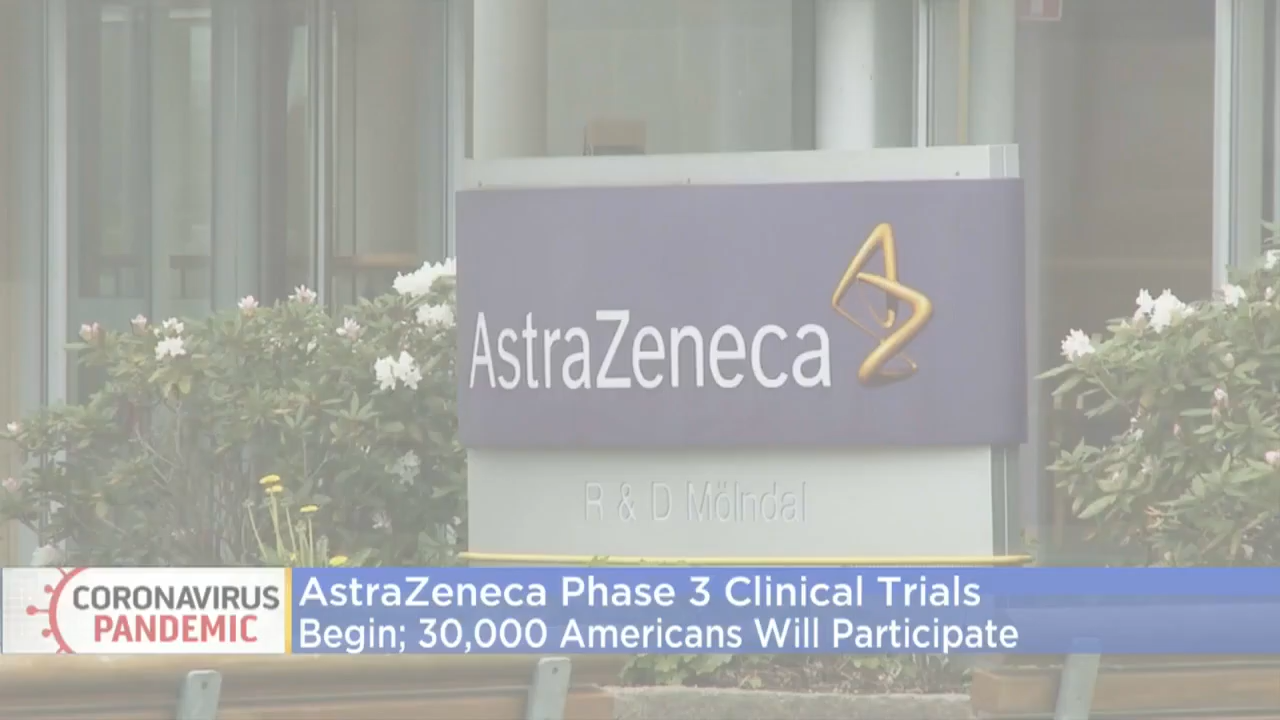 AstraZeneca
R & D Mölndal
CORONAVIRUS
PANDEMIC
AstraZeneca Phase 3 Clinical Trials
Begin; 30,000 Americans Will Participate